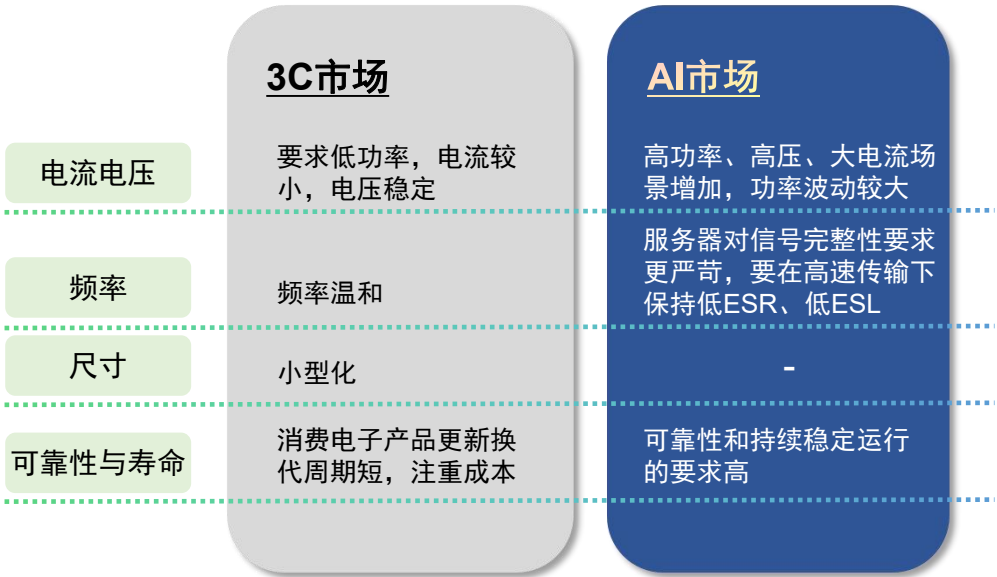 3C市场
AI市场
电流电压
要求低功率，电流较
小，电压稳定
高功率、高压、大电流场
景增加，功率波动较大
频率
频率温和
服务器对信号完整性要求
更严苛，要在高速传输下
保持低ESR、低ESL
尺寸
小型化
-
可靠性与寿命
消费电子产品更新换
代周期短，注重成本
可靠性和持续稳定运行
的要求高